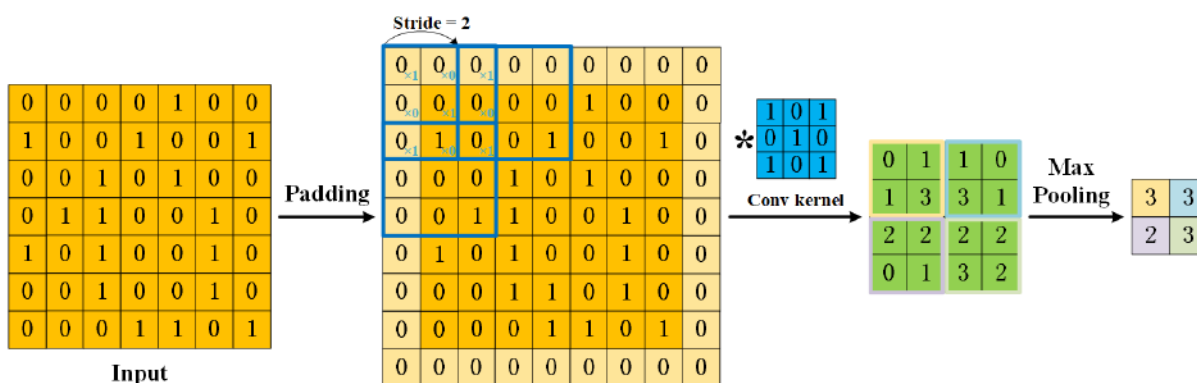 Stride = 2
0×1 0×0 0×1 0 0 0 0 0 0
0×0 0×1 0×0 0 0 1 0 0 0
0×1 1×0 0×1 0 1 0 0 1 0
0 0 0 1 0 1 0 0 0
0 0 1 1 0 0 1 0 0
0 1 0 1 0 0 1 0 0
0 0 0 1 1 0 1 0 0
0 0 0 0 1 1 0 1 0
0 0 0 0 0 0 0 0 0
0 0 0 0 1 0 0
1 0 0 1 0 0 1
0 0 1 0 1 0 0
0 1 1 0 0 1 0
1 0 1 0 0 1 0
0 0 1 0 0 1 0
0 0 0 1 1 0 1
Input
Padding
*
1 0 1
0 1 0
1 0 1
Conv kernel
0 1 1 0
1 3 3 1
2 2 2 2
0 1 3 2
Max
Pooling
3 3
2 3